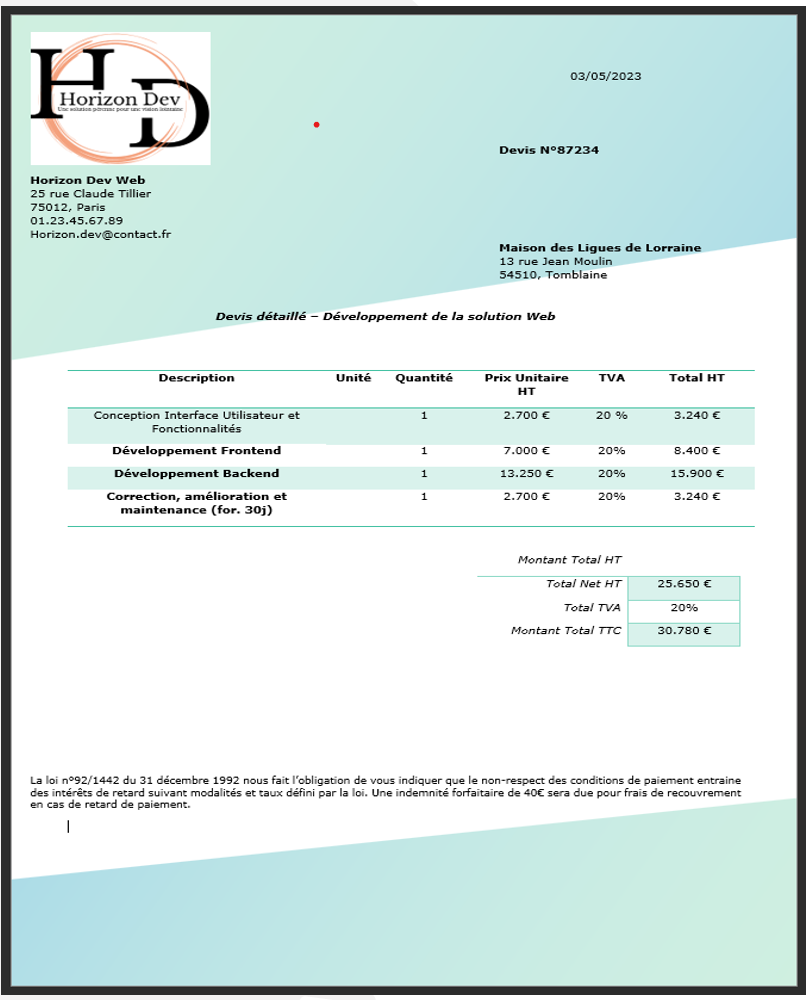 Horizon Dev
Une solution pérenne pour une vision lointaine
03/05/2023
Devis N°87234
Horizon Dev Web
25 rue Claude Tillier
75012, Paris
01.23.45.67.89
Horizon.dev@contact.fr
Maison des Ligues de Lorraine
13 rue Jean Moulin
54510, Tomblaine
Devis détaillé – Développement de la solution Web
Description Unité Quantité Prix Unitaire HT TVA Total HT
Conception Interface Utilisateur et Fonctionnalités 1 2.700 € 20 % 3.240 €
Développement Frontend 1 7.000 € 20% 8.400 €
Développement Backend 1 13.250 € 20% 15.900 €
Correction, amélioration et maintenance (for. 30j) 1 2.700 € 20% 3.240 €
Montant Total HT
Total Net HT 25.650 €
Total TVA 20%
Montant Total TTC 30.780 €
La loi n°92/1442 du 31 décembre 1992 nous fait l’obligation de vous indiquer que le non-respect des conditions de paiement entraine
des intérêts de retard suivant modalités et taux défini par la loi. Une indemnité forfaitaire de 40€ sera due pour frais de recouvrement
en cas de retard de paiement.